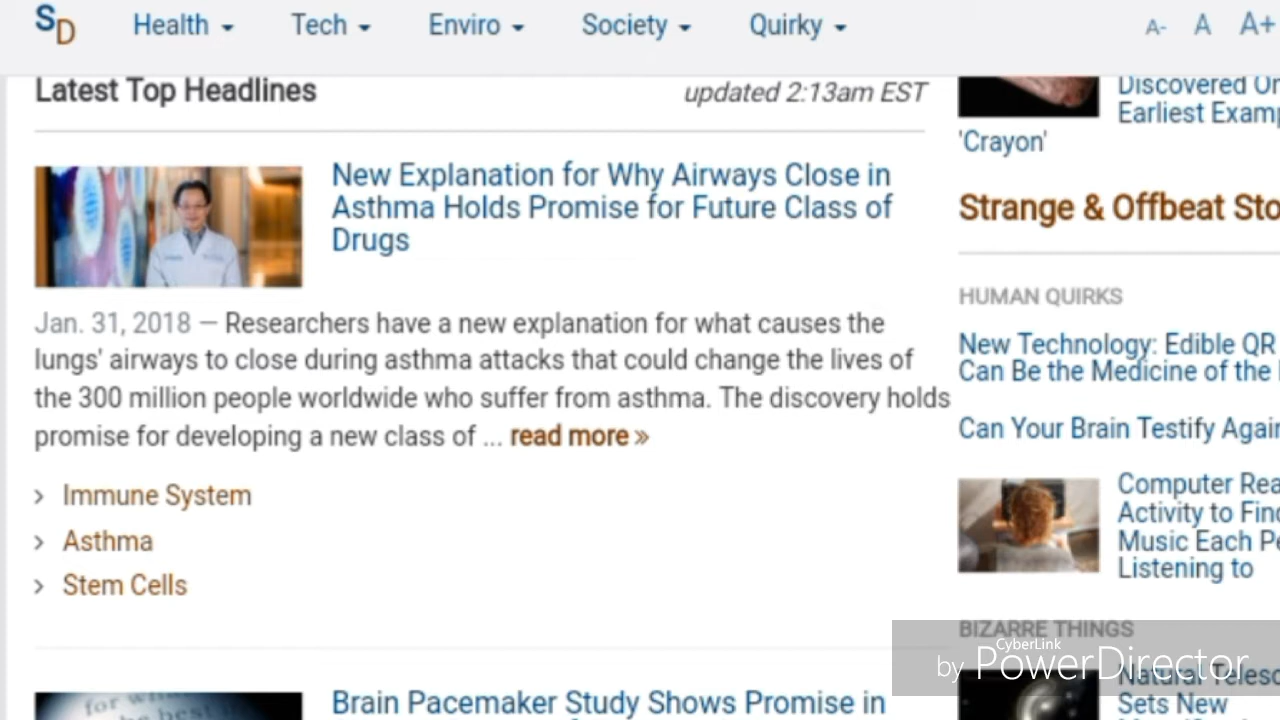 SD Health Tech Enviro Society Quirky A- A A+
Latest Top Headlines updated 2:13am EST
New Explanation for Why Airways Close in
Asthma Holds Promise for Future Class of
Drugs
Jan. 31, 2018 — Researchers have a new explanation for what causes the
lungs' airways to close during asthma attacks that could change the lives of
the 300 million people worldwide who suffer from asthma. The discovery holds
promise for developing a new class of ... read more »
› Immune System
› Asthma
› Stem Cells
for
the best
Brain Pacemaker Study Shows Promise in
Discovered
Earliest
'Crayon'
Strange & Offbeat
HUMAN QUIRKS
New Technology: Edible QR
Can Be the Medicine of the
Can Your Brain Testify
Computer
Activity to
Music Each
Listening to
BIZARRE THINGS
Natural
Sets New
CyberLink
by PowerDirector